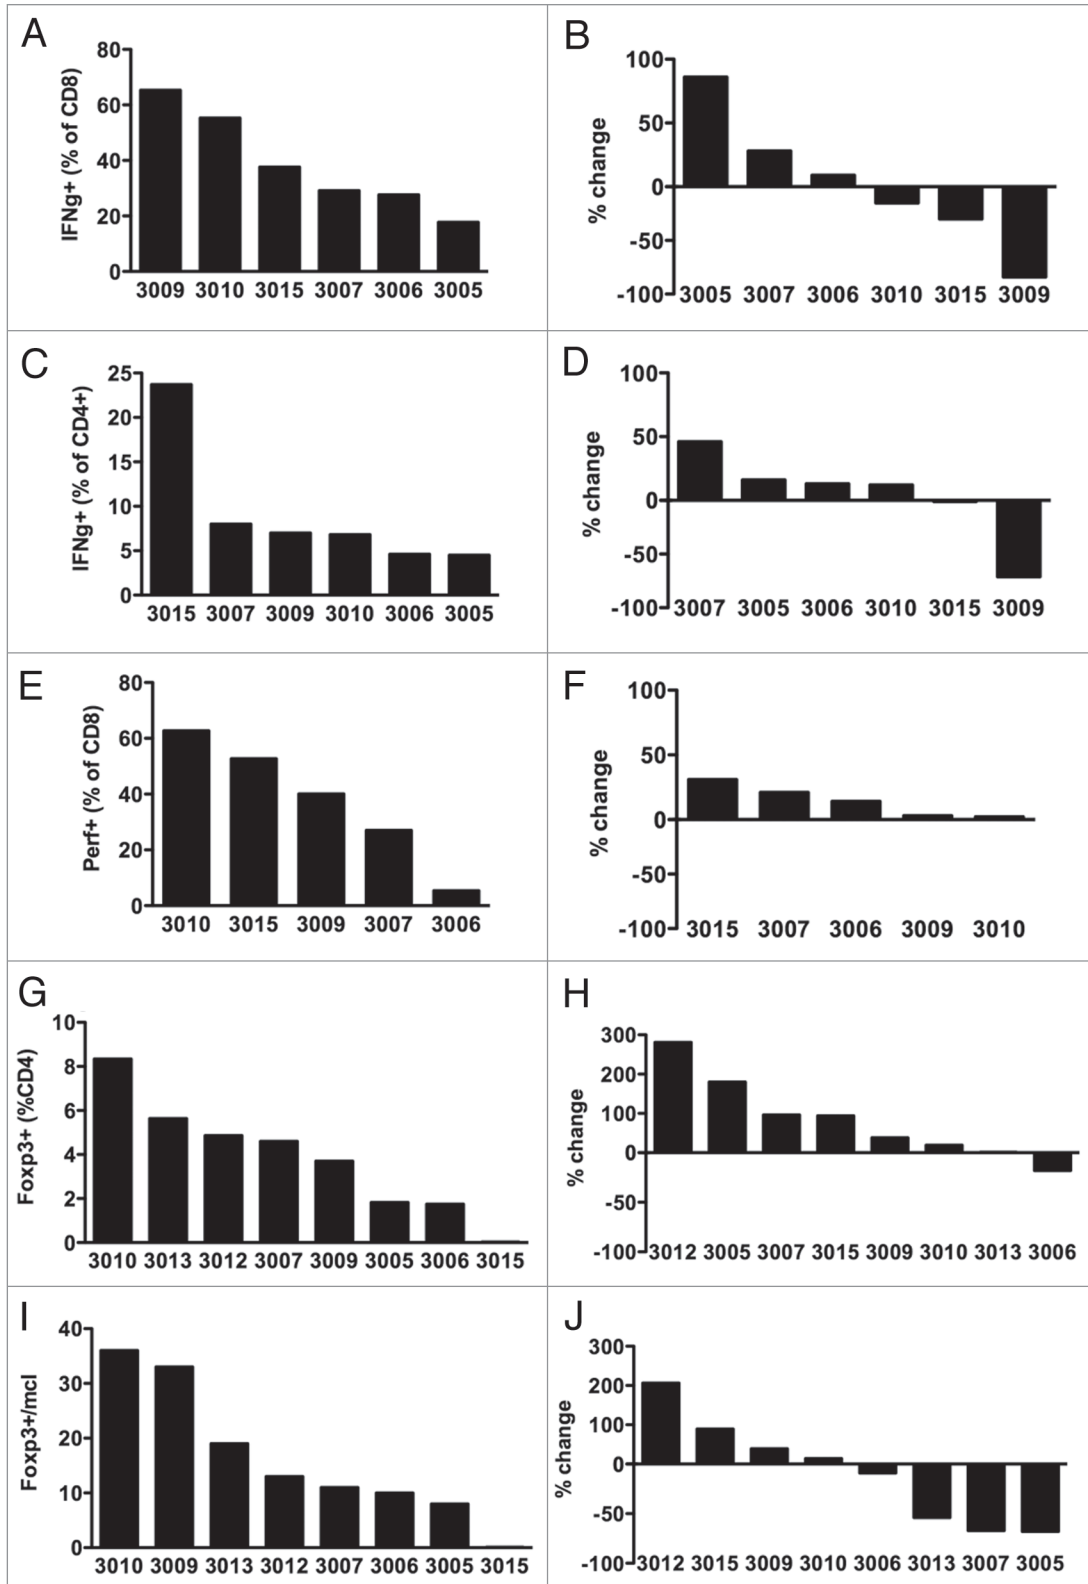 A
IFNg+ (% of CD8)
80
60
40
20
0
3009 3010 3015 3007 3006 3005
B
% change
100
50
0
-50
-100
3005 3007 3006 3010 3015 3009
C
IFNg+ (% of CD4+)
25
20
15
10
5
0
3015 3007 3009 3010 3006 3005
D
% change
100
50
0
-50
-100
3007 3005 3006 3010 3015 3009
E
Perf+ (% of CD8)
80
60
40
20
0
3010 3015 3009 3007 3006
F
% change
100
50
0
-50
-100
3015 3007 3006 3009 3010
G
Foxp3+ (%CD4)
10
8
6
4
2
0
3010 3013 3012 3007 3009 3005 3006 3015
H
% change
300
200
100
0
-50
-100
3012 3005 3007 3015 3009 3010 3013 3006
I
Foxp3+/mcl
40
30
20
10
0
3010 3009 3013 3012 3007 3006 3005 3015
J
% change
300
200
100
0
-50
-100
3012 3015 3009 3010 3006 3013 3007 3005